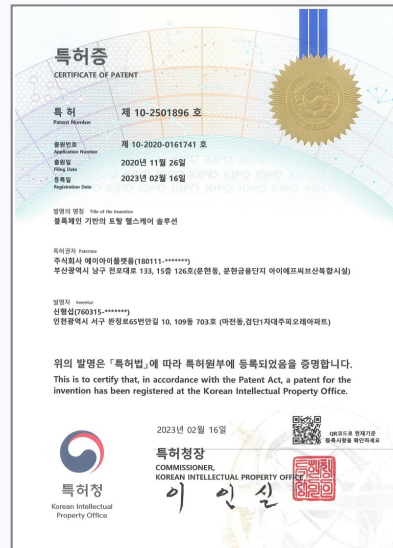 특허증
CERTIFICATE OF PATENT
특 허 제 10-2501896 호
Patent Number
출원번호 제 10-2020-0161741 호
Application Number
출원일 2020년 11월 26일
Filing Date
등록일 2023년 02월 16일
Registration Date
발명의 명칭 Title of the Invention
블록체인 기반의 토탈 헬스케어 솔루션
특허권자 Patentee
주식회사 에이아이플랫폼(180111-*******)
부산광역시 남구 전포대로 133, 15층 126호(문현동, 문현금융단지 아이에프씨브산복합시설)
발명자 Inventor
신형섭(760315-*******)
인천광역시 서구 완정로65번안길 10, 109동 703호 (마전동,검단1차대주피오레아파트)
위의 발명은 「특허법」에 따라 특허원부에 등록되었음을 증명합니다.
This is to certify that, in accordance with the Patent Act, a patent for the
invention has been registered at the Korean Intellectual Property Office.
2023년 02월 16일
QR코드로 현재기준
등록사항을 확인하세요
특허청장
COMMISSIONER,
KOREAN INTELLECTUAL PROPERTY OFFICE
이 인 실
특허청
Korean Intellectual
Property Office